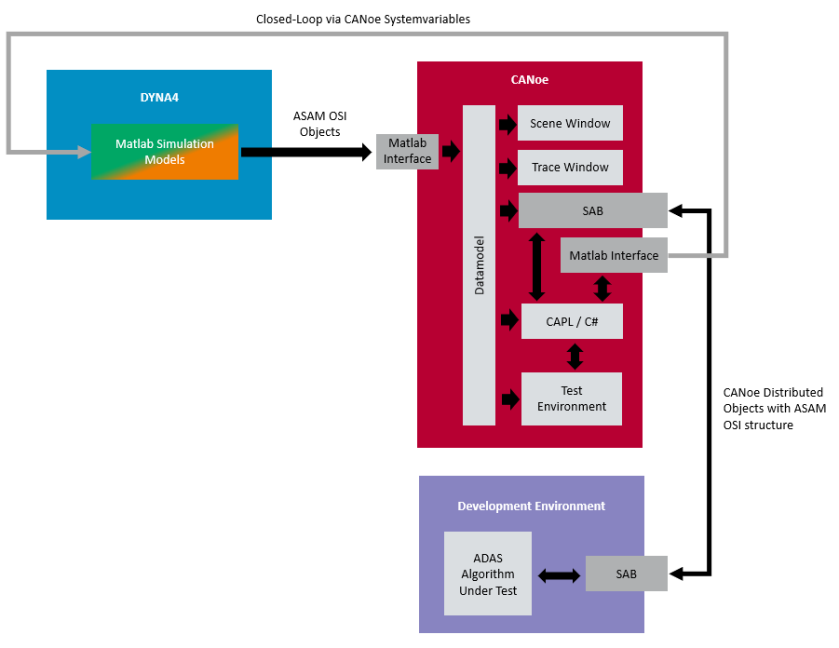 Closed-Loop via CANoe Systemvariables
DYNA4
Matlab Simulation
Models
ASAM OSI
Objects
CANoe
Matlab
Interface
Datamodel
Scene Window
Trace Window
SAB
Matlab Interface
CAPL / C#
Test
Environment
CANoe Distributed
Objects with ASAM
OSI structure
Development Environment
ADAS
Algorithm
Under Test
SAB